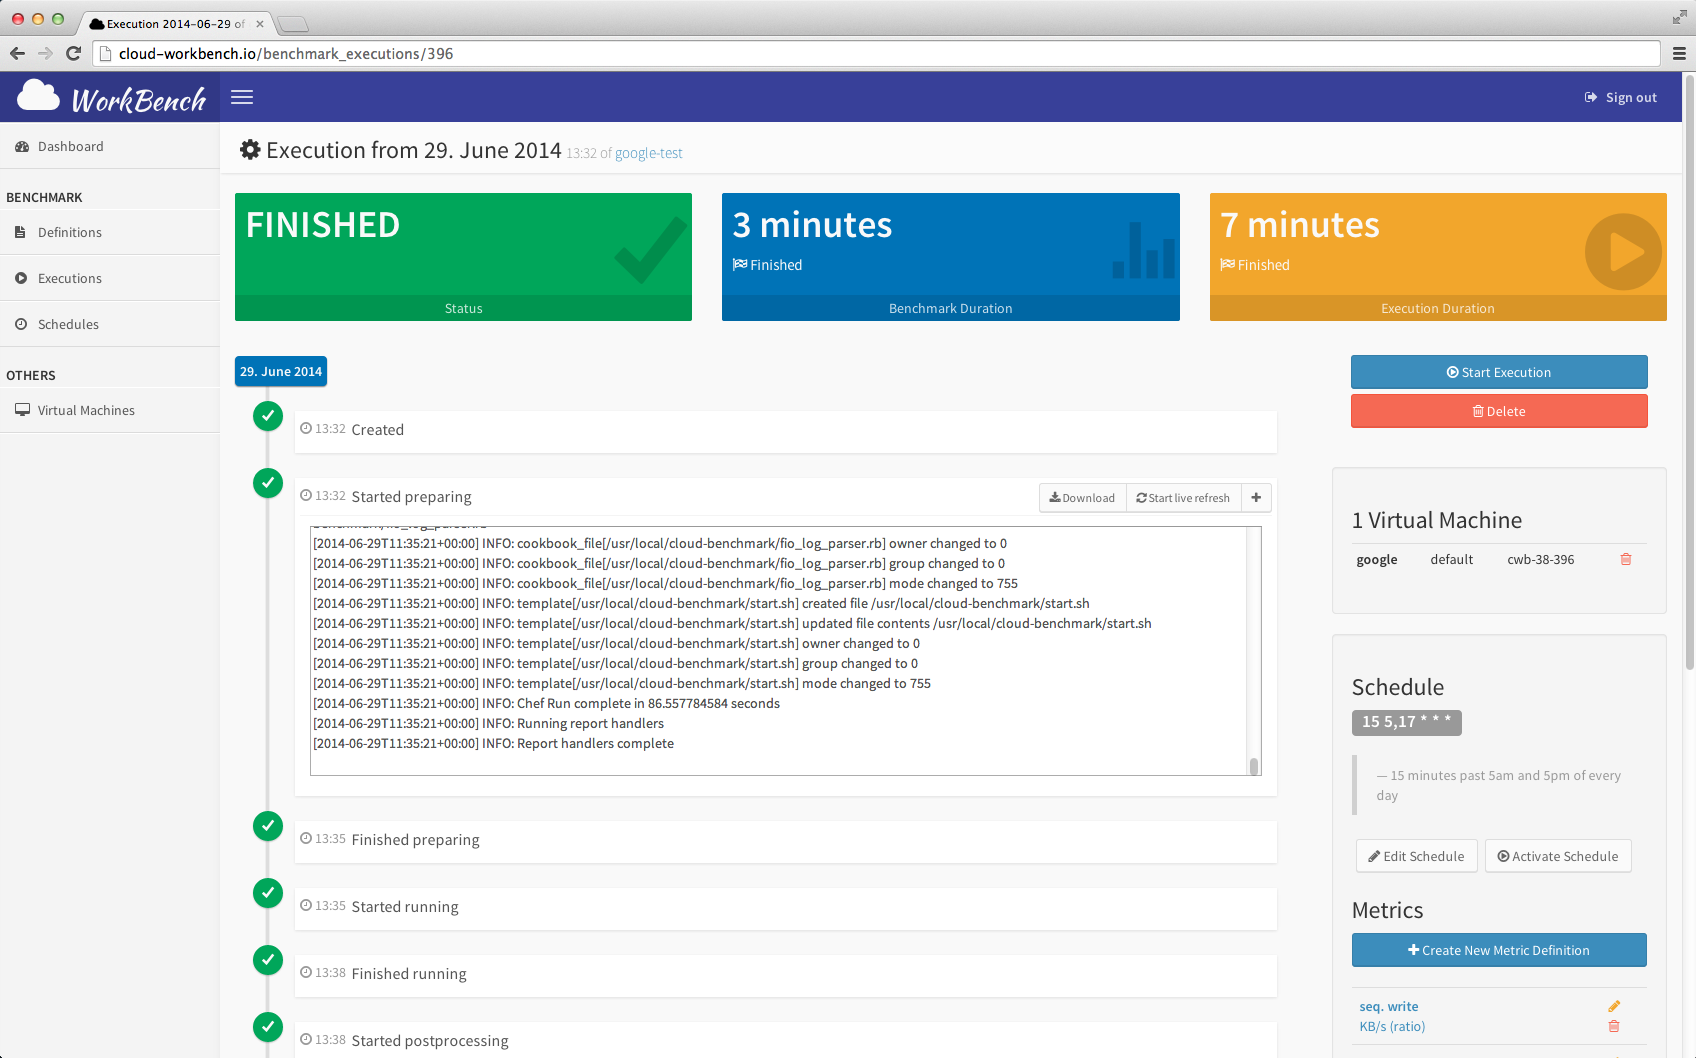 Execution 2014-06-29 of
cloud-workbench.io/benchmark_executions/396
WorkBench
Sign out
Dashboard
BENCHMARK
Definitions
Executions
Schedules
OTHERS
Virtual Machines
Execution from 29. June 2014 13:32 of google-test
FINISHED
Status
3 minutes
Finished
Benchmark Duration
7 minutes
Finished
Execution Duration
29. June 2014
13:32 Created
13:32 Started preparing
Download
Start live refresh
[2014-06-29T11:35:21+00:00] INFO: cookbook_file[/usr/local/cloud-benchmark/fio_log_parser.rb] owner changed to 0
[2014-06-29T11:35:21+00:00] INFO: cookbook_file[/usr/local/cloud-benchmark/fio_log_parser.rb] group changed to 0
[2014-06-29T11:35:21+00:00] INFO: cookbook_file[/usr/local/cloud-benchmark/fio_log_parser.rb] mode changed to 755
[2014-06-29T11:35:21+00:00] INFO: template[/usr/local/cloud-benchmark/start.sh] created file /usr/local/cloud-benchmark/start.sh
[2014-06-29T11:35:21+00:00] INFO: template[/usr/local/cloud-benchmark/start.sh] updated file contents /usr/local/cloud-benchmark/start.sh
[2014-06-29T11:35:21+00:00] INFO: template[/usr/local/cloud-benchmark/start.sh] owner changed to 0
[2014-06-29T11:35:21+00:00] INFO: template[/usr/local/cloud-benchmark/start.sh] group changed to 0
[2014-06-29T11:35:21+00:00] INFO: template[/usr/local/cloud-benchmark/start.sh] mode changed to 755
[2014-06-29T11:35:21+00:00] INFO: Chef Run complete in 86.557784584 seconds
[2014-06-29T11:35:21+00:00] INFO: Running report handlers
[2014-06-29T11:35:21+00:00] INFO: Report handlers complete
13:35 Finished preparing
13:35 Started running
13:38 Finished running
13:38 Started postprocessing
Start Execution
Delete
1 Virtual Machine
google default cwb-38-396
Schedule
15 5,17 * * *
— 15 minutes past 5am and 5pm of every
day
Edit Schedule
Activate Schedule
Metrics
Create New Metric Definition
seq. write
KB/s (ratio)